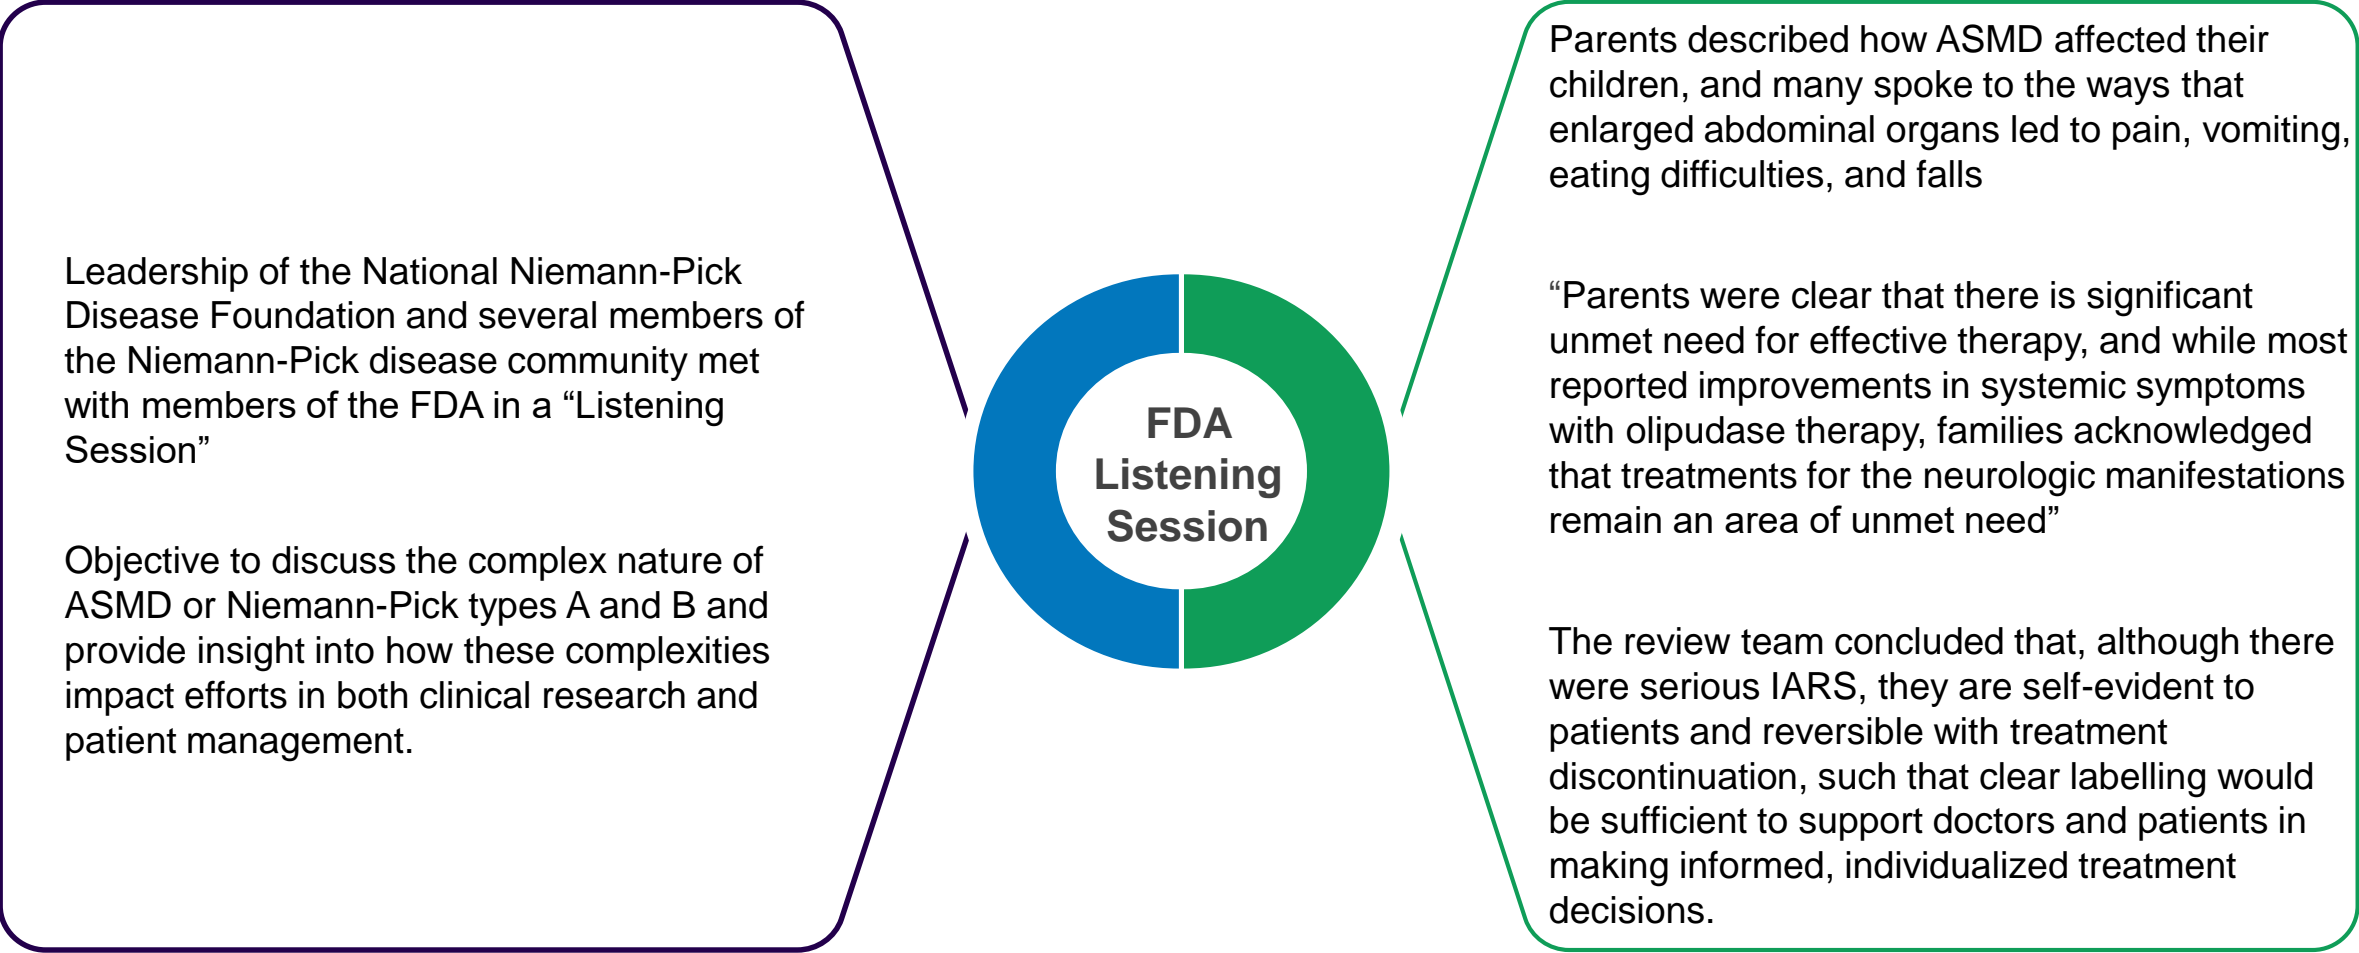 Leadership of the National Niemann-Pick
Disease Foundation and several members of
the Niemann-Pick disease community met
with members of the FDA in a “Listening
Session”
Objective to discuss the complex nature of
ASMD or Niemann-Pick types A and B and
provide insight into how these complexities
impact efforts in both clinical research and
patient management.
FDA
Listening
Session
Parents described how ASMD affected their
children, and many spoke to the ways that
enlarged abdominal organs led to pain, vomiting,
eating difficulties, and falls
“Parents were clear that there is significant
unmet need for effective therapy, and while most
reported improvements in systemic symptoms
with olipudase therapy, families acknowledged
that treatments for the neurologic manifestations
remain an area of unmet need”
The review team concluded that, although there
were serious IARS, they are self-evident to
patients and reversible with treatment
discontinuation, such that clear labelling would
be sufficient to support doctors and patients in
making informed, individualized treatment
decisions.